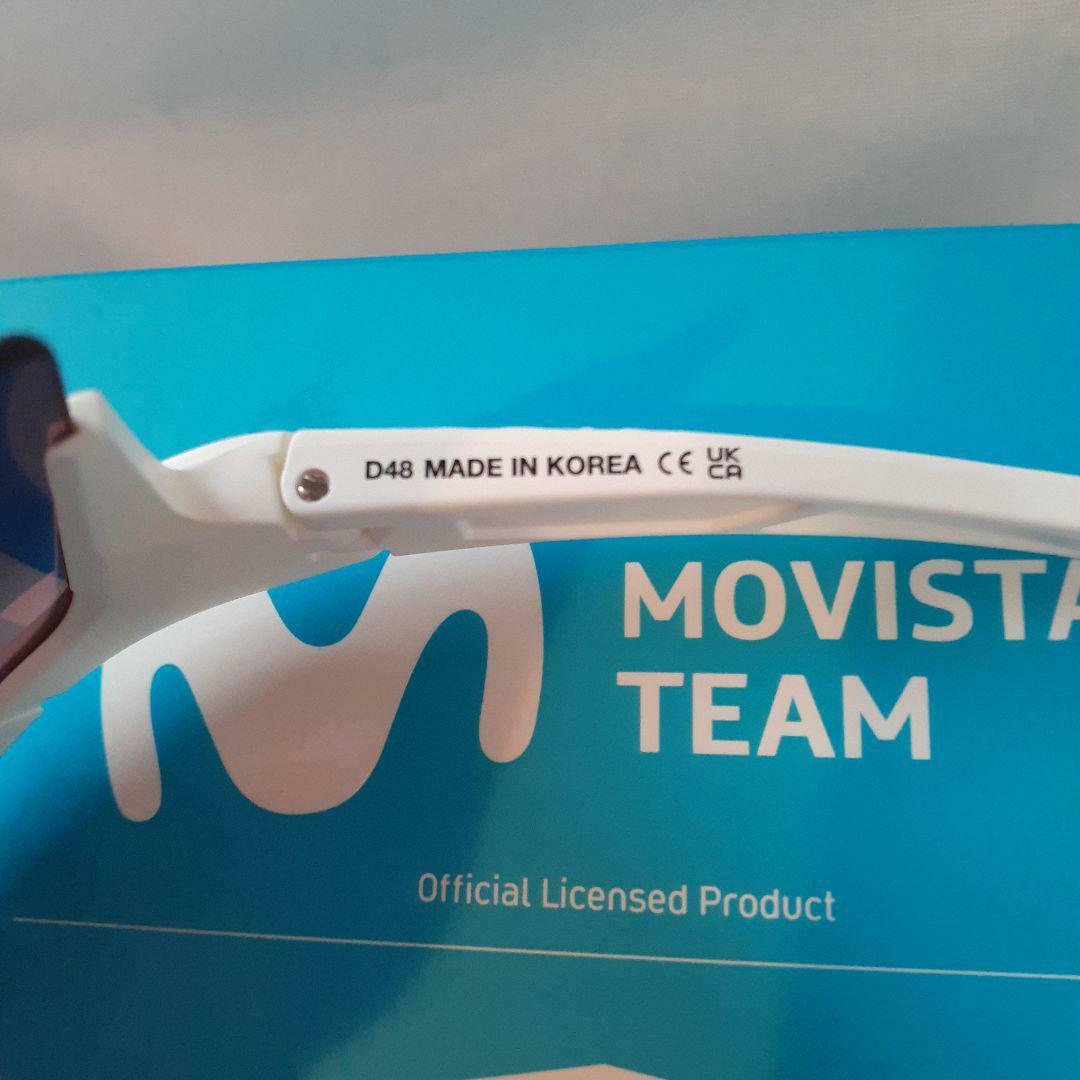 D48 MADE IN KOREA CE UK
CA
MOVISTA
TEAM
Official Licensed Product